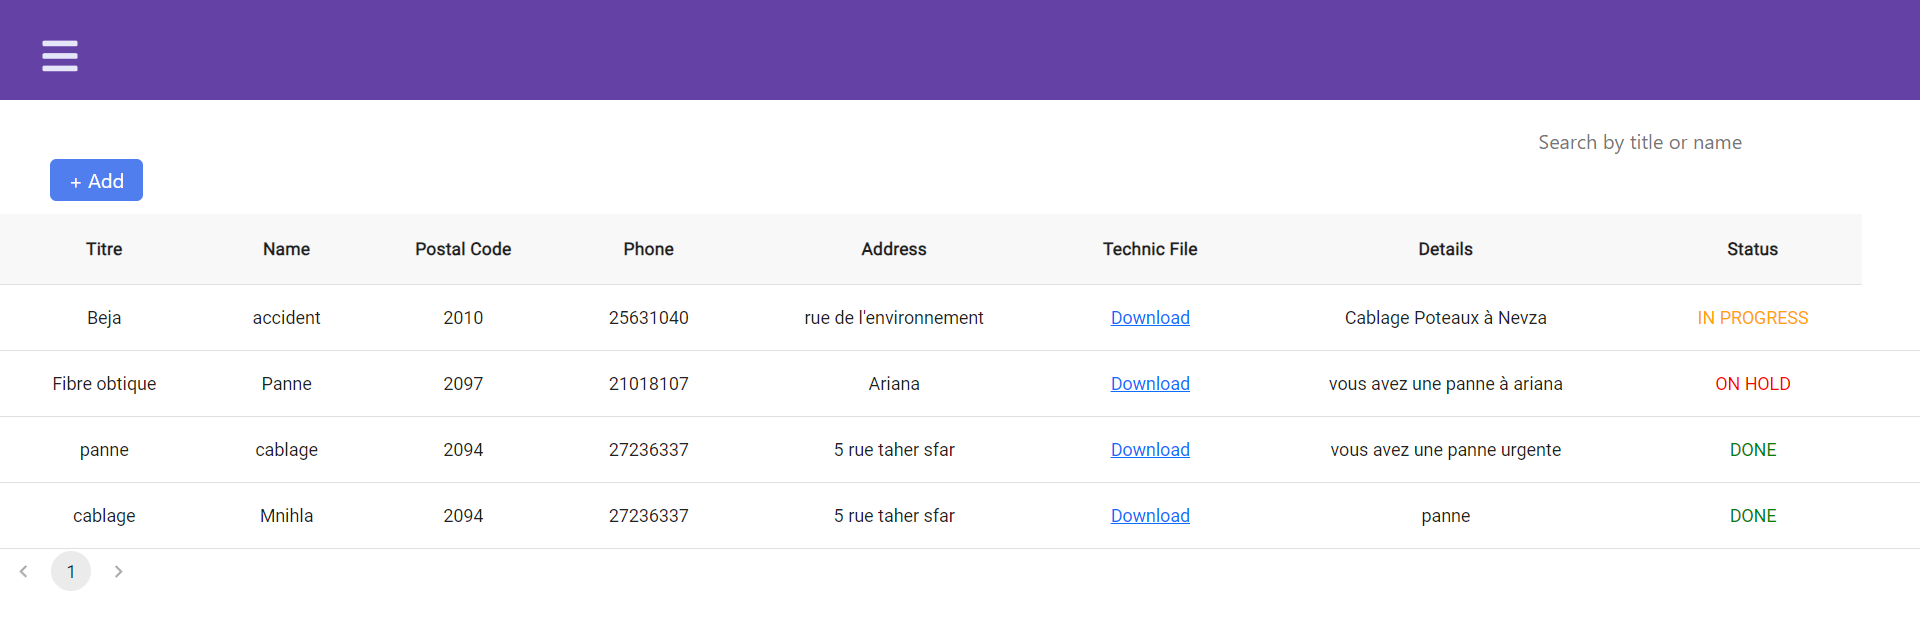 Search by title or name
+ Add
Titre Name Postal Code Phone Address Technic File Details Status
Beja accident 2010 25631040 rue de l'environnement Download Cablage Poteaux à Nevza IN PROGRESS
Fibre obtique Panne 2097 21018107 Ariana Download vous avez une panne à ariana ON HOLD
panne cablage 2094 27236337 5 rue taher sfar Download vous avez une panne urgente DONE
cablage Mnihla 2094 27236337 5 rue taher sfar Download panne DONE
1